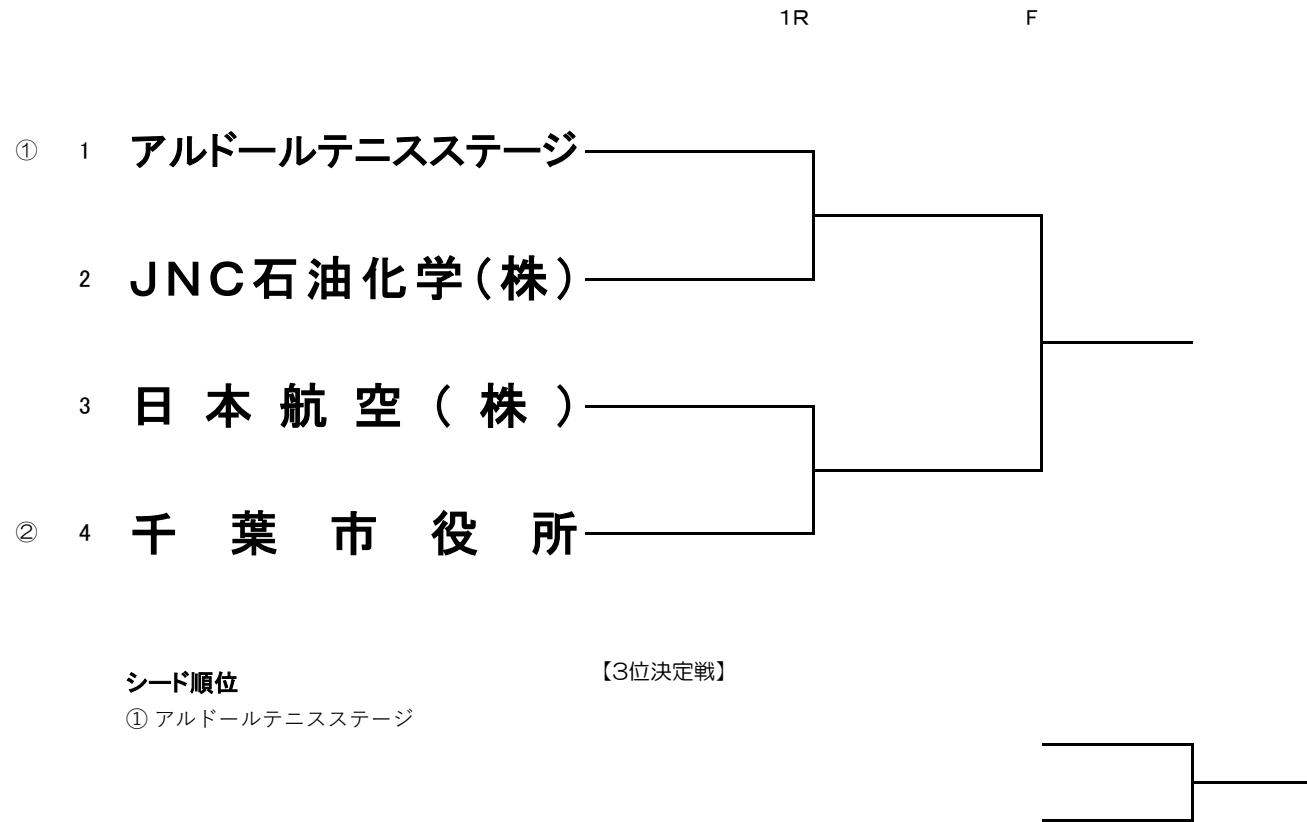 1R F
① 1 アルドールテニスステージ
2 JNC石油化学(株)
3 日本航空(株)
② 4 千葉市役所
シード順位
【3位決定戦】
① アルドールテニスステージ